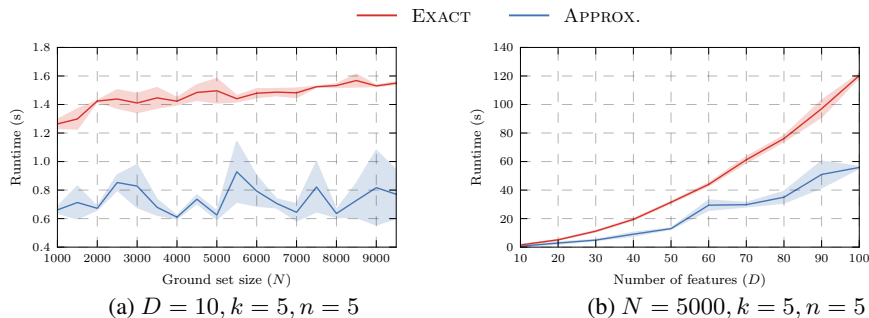 EXACT APPROX.
1.8
1.6
1.4
1.2
1.0
0.8
0.6
0.4
Runtime (s)
1000 2000 3000 4000 5000 6000 7000 8000 9000
Ground set size (N)
(a) D = 10, k = 5, n = 5
140
120
100
80
60
40
20
0
Runtime (s)
10 20 30 40 50 60 70 80 90 100
Number of features (D)
(b) N = 5000, k = 5, n = 5